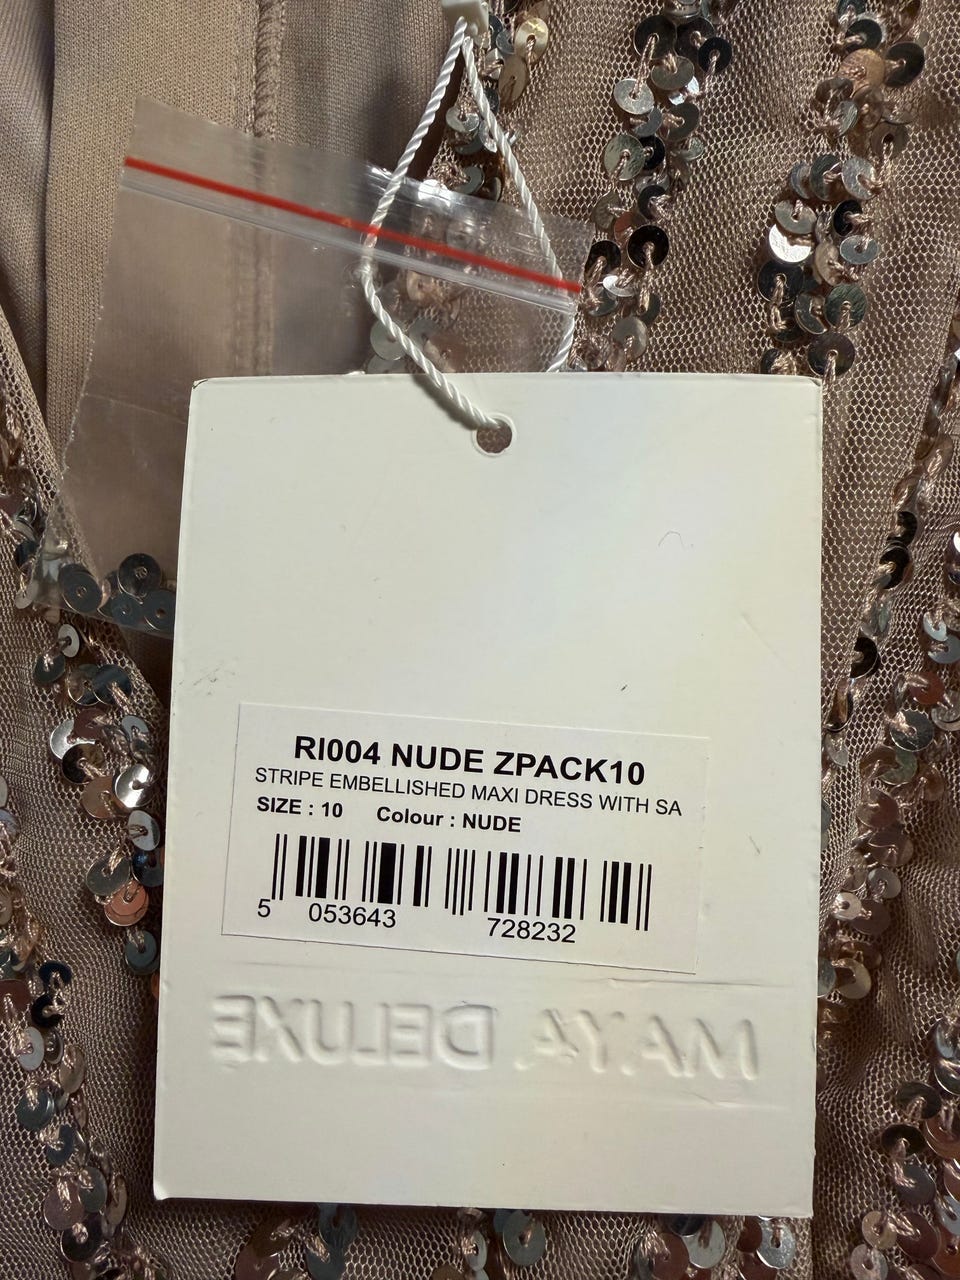 RI004 NUDE ZPACK10
STRIPE EMBELLISHED MAXI DRESS WITH SA
SIZE : 10 Colour : NUDE
5 053643 728232
MAYA DELUXE